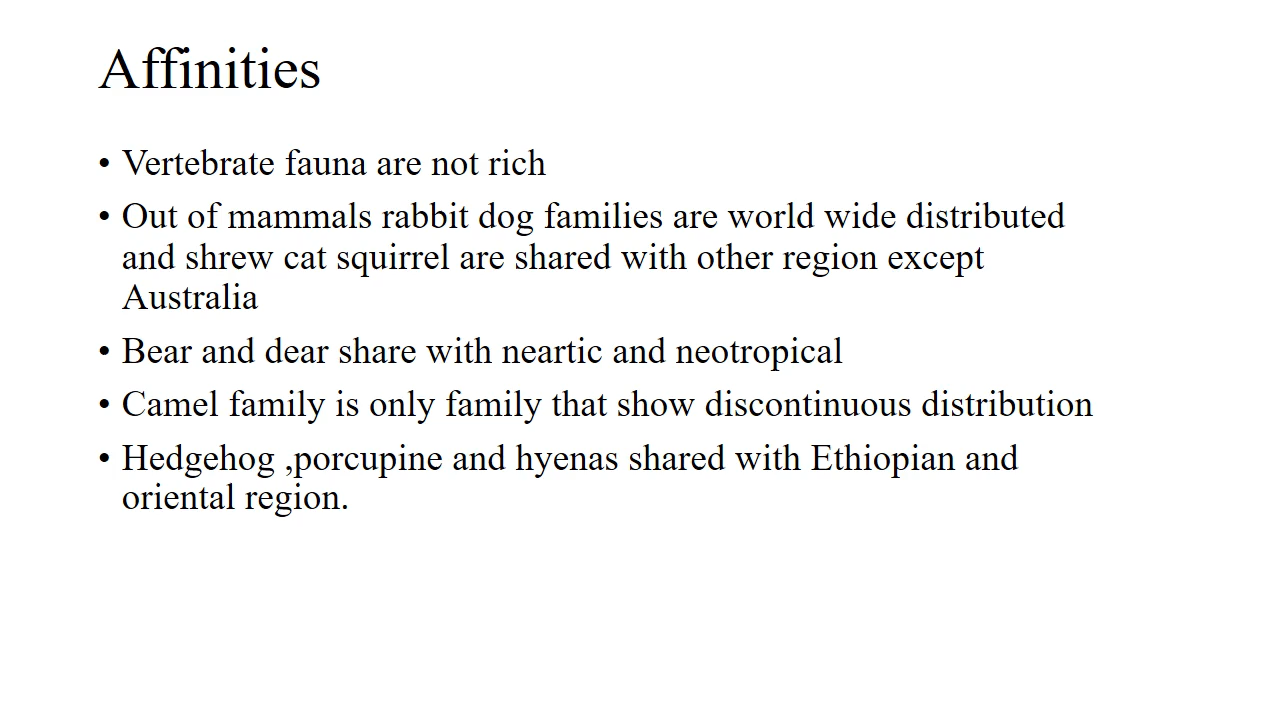 Affinities
• Vertebrate fauna are not rich
• Out of mammals rabbit dog families are world wide distributed
and shrew cat squirrel are shared with other region except
Australia
• Bear and dear share with neartic and neotropical
• Camel family is only family that show discontinuous distribution
• Hedgehog ,porcupine and hyenas shared with Ethiopian and
oriental region.